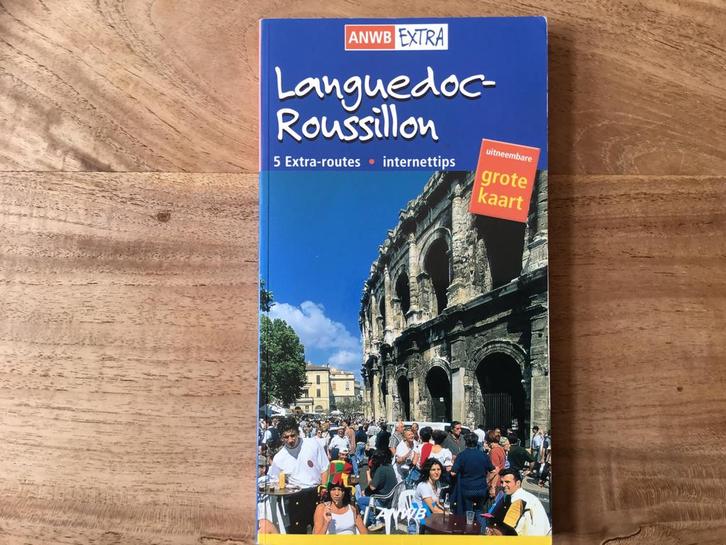 ANWB EXTRA
Languedoc-
Roussillon
5 Extra-routes • internettips
uitneembare
grote
kaart
ANWB